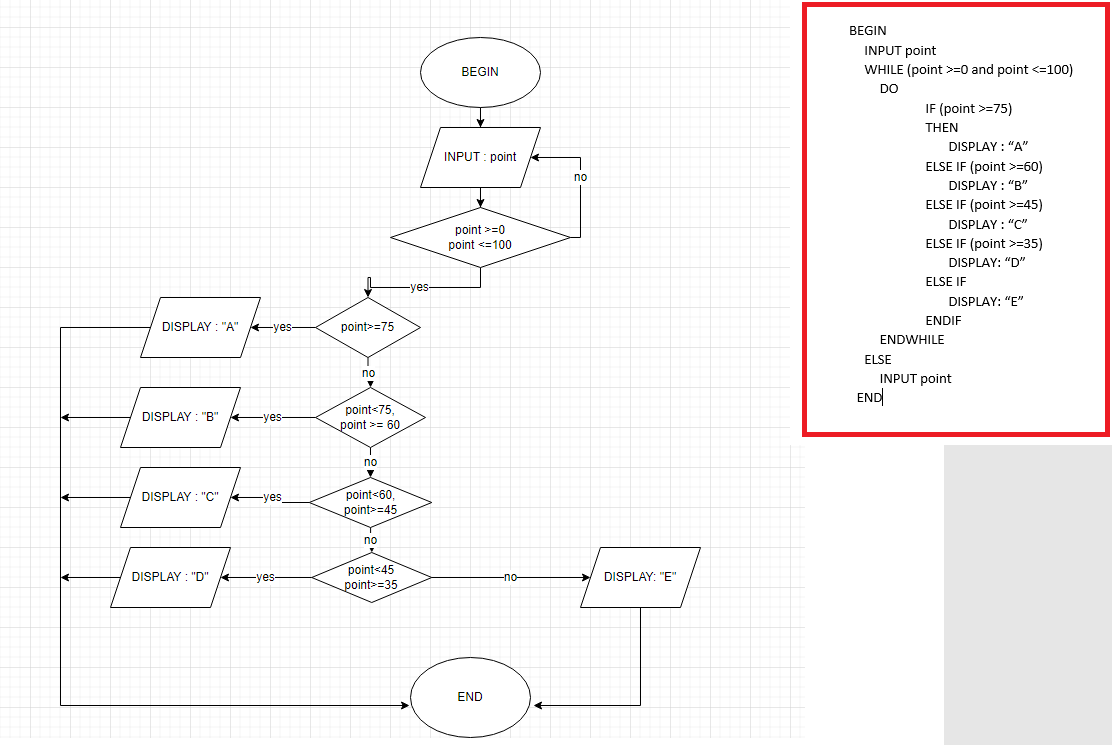 BEGIN
INPUT : point
no
point >=0
point <=100
yes
DISPLAY : "A"
yes
point>=75
no
DISPLAY : "B"
yes
point<75,
point >= 60
no
DISPLAY : "C"
yes
point<60,
point>=45
no
DISPLAY : "D"
yes
point<45
point>=35
no
DISPLAY: "E"
END
BEGIN
INPUT point
WHILE (point >=0 and point <=100)
DO
IF (point >=75)
THEN
DISPLAY : “A”
ELSE IF (point >=60)
DISPLAY : “B”
ELSE IF (point >=45)
DISPLAY : “C”
ELSE IF (point >=35)
DISPLAY: “D”
ELSE IF
DISPLAY: “E”
ENDIF
ENDWHILE
ELSE
INPUT point
END